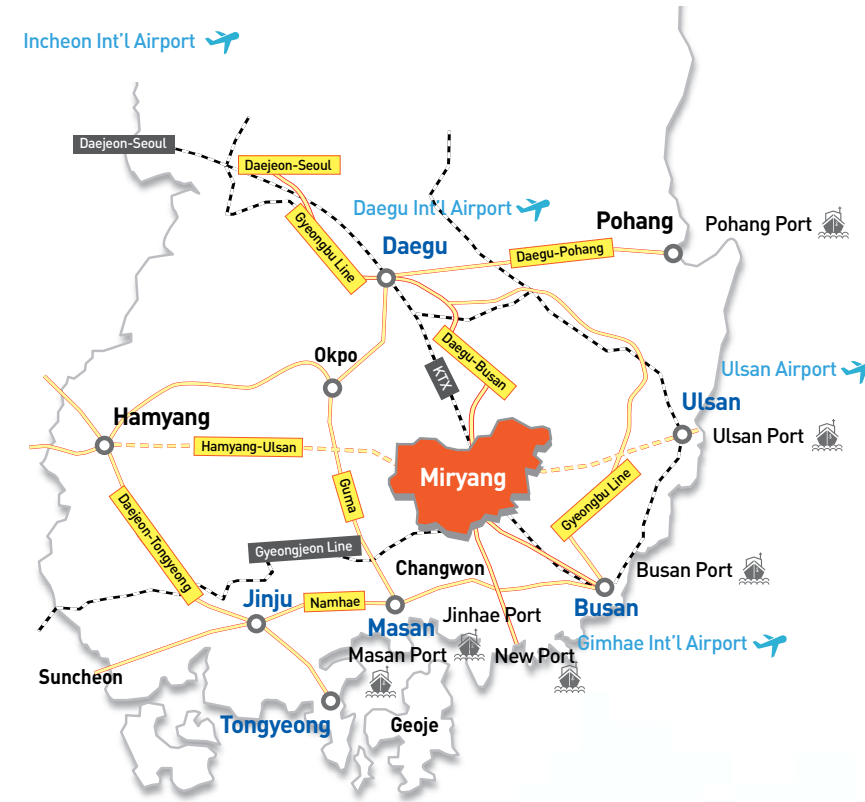 Incheon Int'l Airport
Daejeon-Seoul
Daejeon-Seoul
Daegu Int'l Airport
Pohang
Pohang Port
Gyeongbu Line
Daegu
Daegu-Pohang
Okpo
Daegu-Busan
KTX
Ulsan Airport
Ulsan
Hamyang
Ulsan Port
Hamyang-Ulsan
Miryang
Guma
Gyeongbu Line
Daejeon-Tongyeong
Gyeongjeon Line
Changwon
Busan Port
Jinju
Namhae
Busan
Masan
Jinhae Port
Gimhae Int'l Airport
Masan Port
New Port
Suncheon
Tongyeong
Geoje